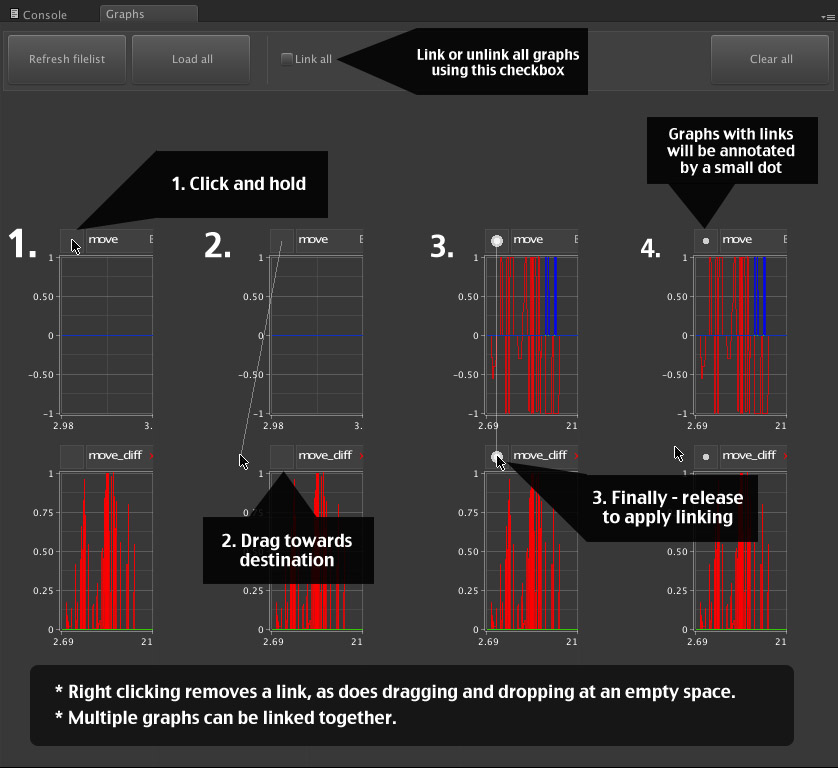 Console
Graphs
Refresh filelist
Load all
Link all
Link or unlink all graphs
using this checkbox
Clear all
Graphs with links
will be annotated
by a small dot
1. Click and hold
1.
move
1
0.50
0
-0.50
-1
2.98
3.
move_diff
1
0.75
0.50
0.25
0
2.69
21
2.
move
1
0.50
0
-0.50
-1
2.98
3.
move_diff
1
0.50
0.25
0
2.69
21
2. Drag towards
destination
3.
move
1
0.50
0
-0.50
-1
2.69
21
move_diff
1
0.75
0.50
0.25
0
2.69
21
3. Finally - release
to apply linking
4.
move
1
0.50
0
-0.50
-1
2.69
21
move_diff
1
0.50
0.25
0
2.69
21
* Right clicking removes a link, as does dragging and dropping at an empty space.
* Multiple graphs can be linked together.